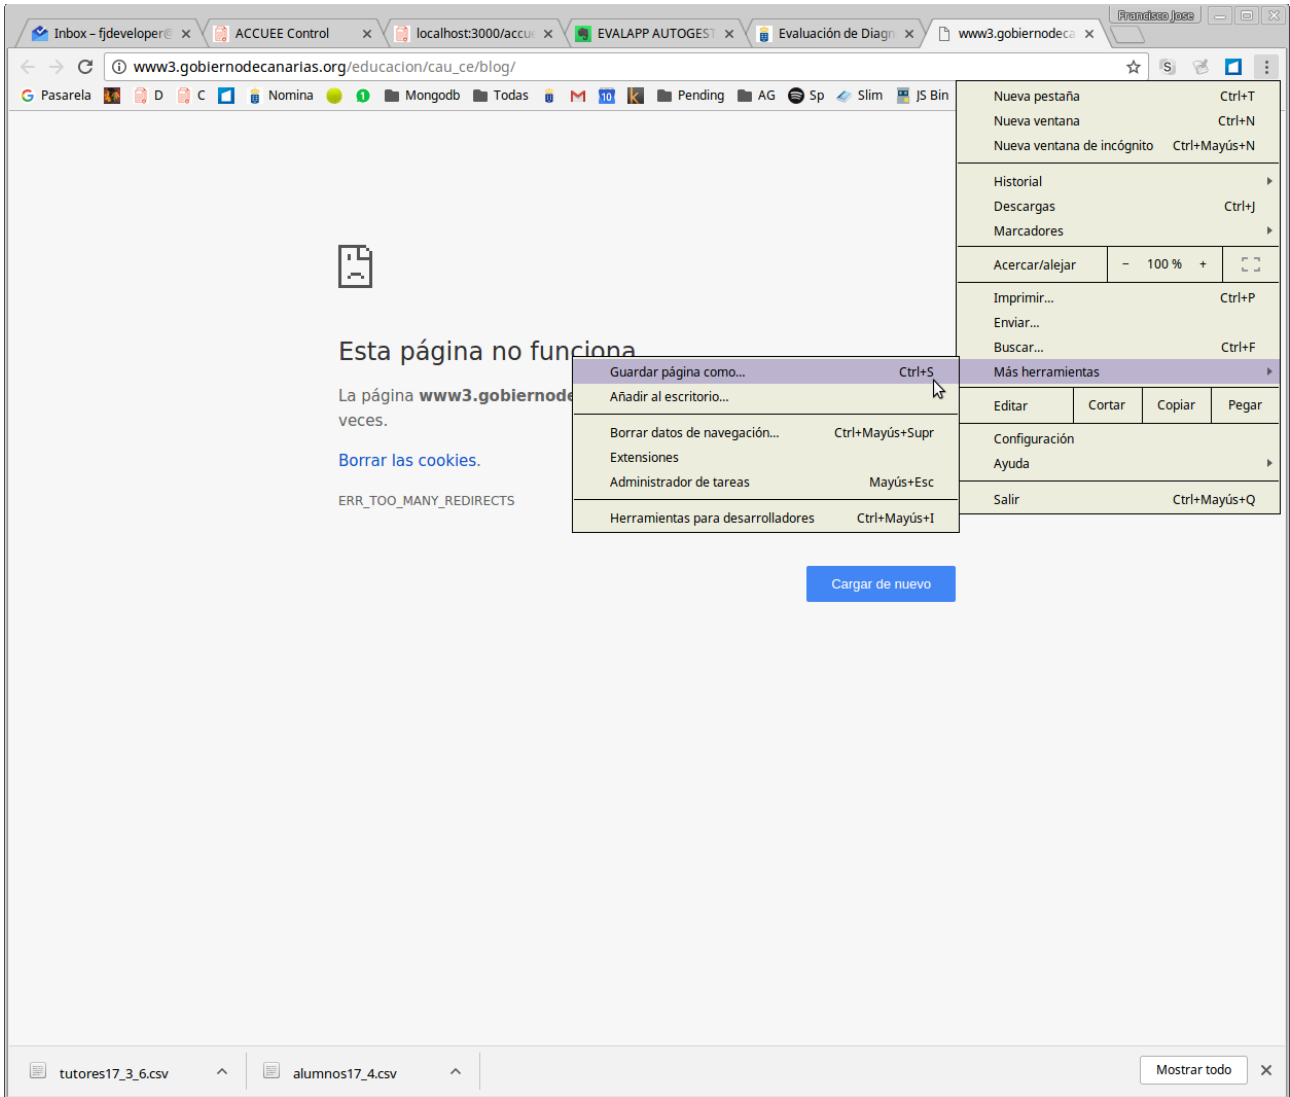 Francisco Jose
Inbox – fjdeveloper@
ACCUEE Control
localhost:3000/accu
EVALAPP AUTOGEST
Evaluación de Diagn
www3.gobiernodeca
www3.gobiernodecanarias.org/educacion/cau_ce/blog/
Pasarela D C Nomina 1 Mongodb Todas 10 Pending AG Sp Slim JS Bin
Nueva pestaña Ctrl+T
Nueva ventana Ctrl+N
Nueva ventana de incógnito Ctrl+Mayús+N
Historial
Descargas Ctrl+J
Marcadores
Acercar/alejar − 100 % +
Imprimir... Ctrl+P
Enviar...
Buscar... Ctrl+F
Más herramientas
Editar Cortar Copiar Pegar
Configuración
Ayuda
Salir Ctrl+Mayús+Q
Guardar página como... Ctrl+S
Añadir al escritorio...
Borrar datos de navegación... Ctrl+Mayús+Supr
Extensiones
Administrador de tareas Mayús+Esc
Herramientas para desarrolladores Ctrl+Mayús+I
Esta página no funciona
La página www3.gobiernode
veces.
Borrar las cookies.
ERR_TOO_MANY_REDIRECTS
Cargar de nuevo
tutores17_3_6.csv
alumnos17_4.csv
Mostrar todo